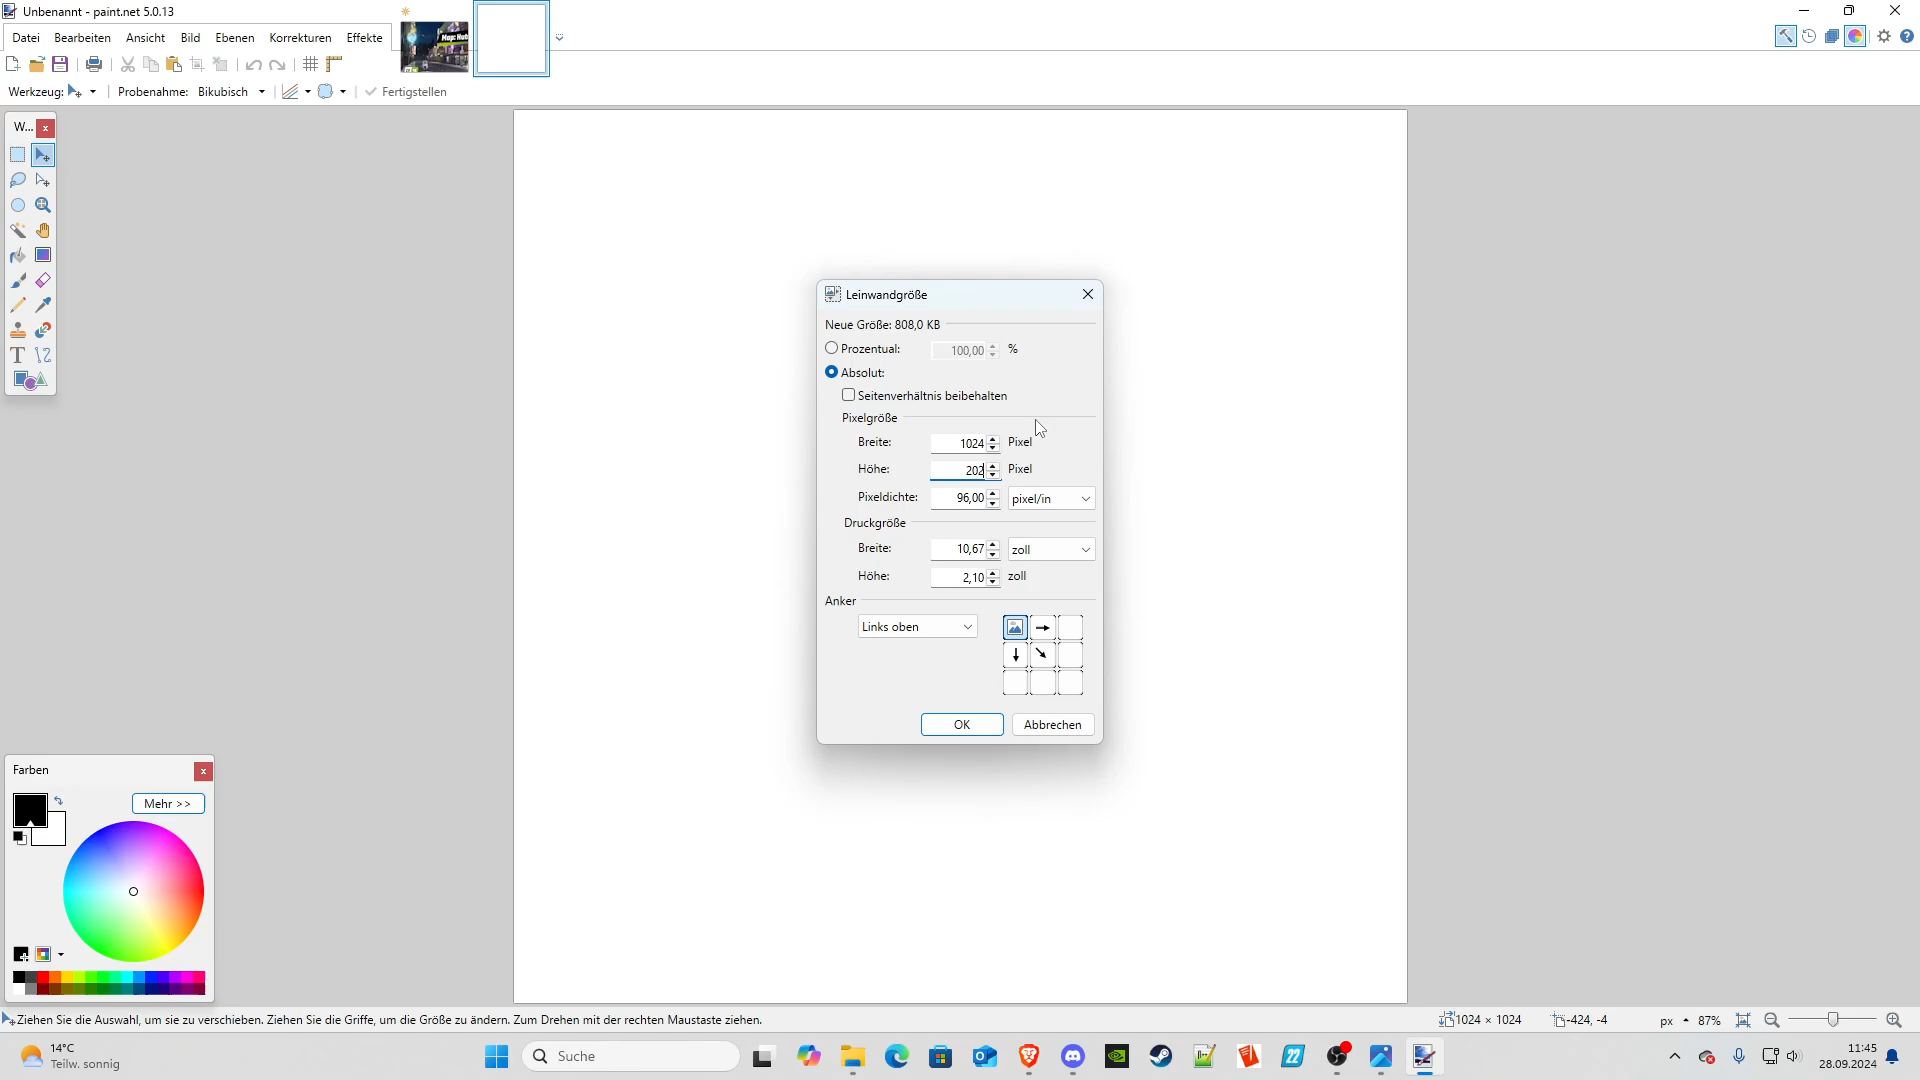 Unbenannt - paint.net 5.0.13
Datei Bearbeiten Ansicht Bild Ebenen Korrekturen Effekte
Werkzeug: Probenahme: Bikubisch Fertigstellen
W...
Leinwandgröße
Neue Größe: 808,0 KB
Prozentual: 100,00 %
Absolut:
Seitenverhältnis beibehalten
Pixelgröße
Breite: 1024 Pixel
Höhe: 202 Pixel
Pixeldichte: 96,00 pixel/in
Druckgröße
Breite: 10,67 zoll
Höhe: 2,10 zoll
Anker
Links oben
OK Abbrechen
Farben
Mehr >>
Ziehen Sie die Auswahl, um sie zu verschieben. Ziehen Sie die Griffe, um die Größe zu ändern. Zum Drehen mit der rechten Maustaste ziehen.
1024 × 1024 -424, -4 px 87%
14°C
Teilw. sonnig
Suche
22
11:45
28.09.2024